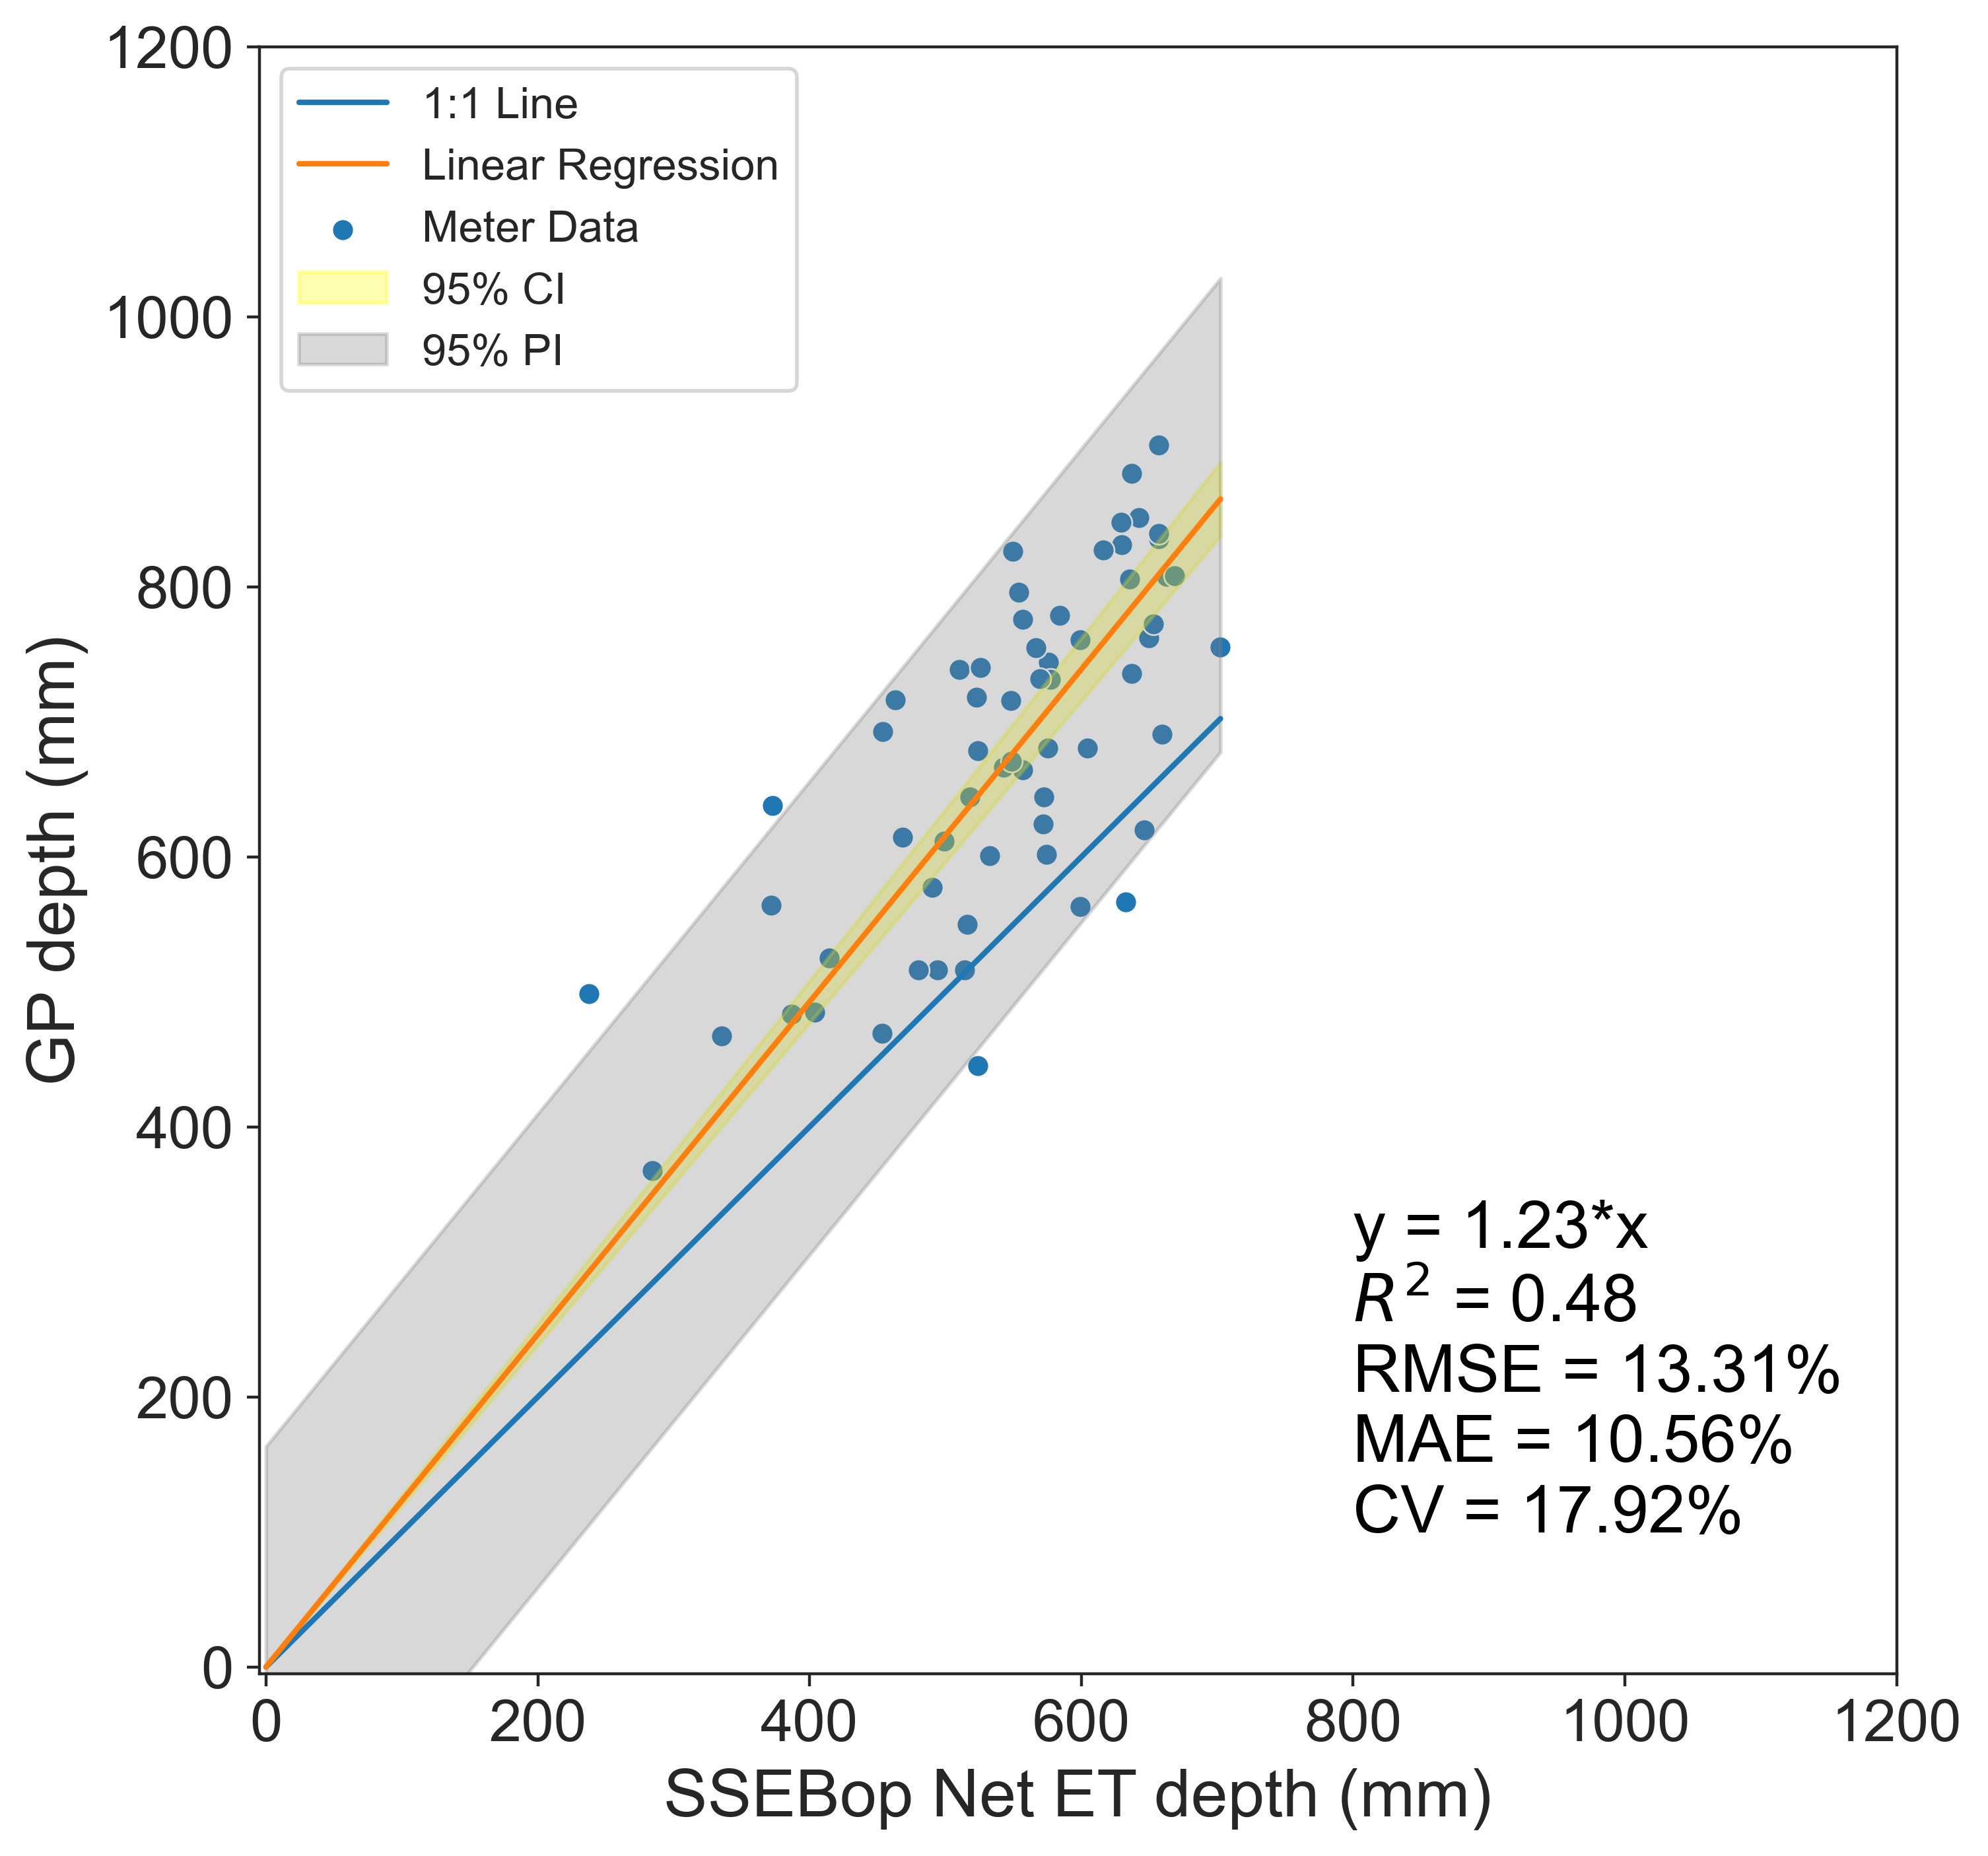 1200
1000
800
600
400
200
0
GP depth (mm)
1:1 Line
Linear Regression
Meter Data
95% CI
95% PI
y = 1.23*x
R² = 0.48
RMSE = 13.31%
MAE = 10.56%
CV = 17.92%
0 200 400 600 800 1000 1200
SSEBop Net ET depth (mm)